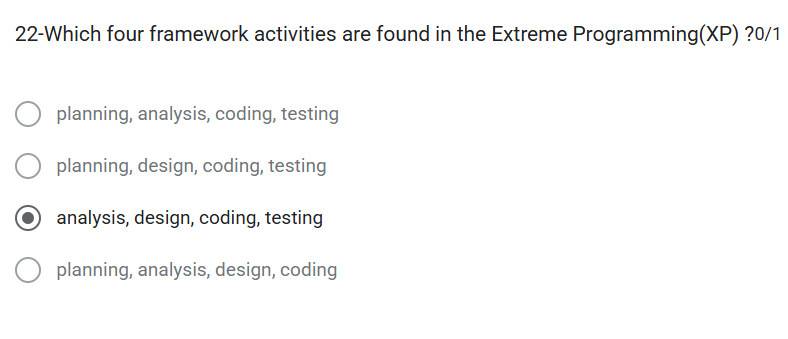 22-Which four framework activities are found in the Extreme Programming(XP) ?0/1
planning, analysis, coding, testing
planning, design, coding, testing
analysis, design, coding, testing
planning, analysis, design, coding